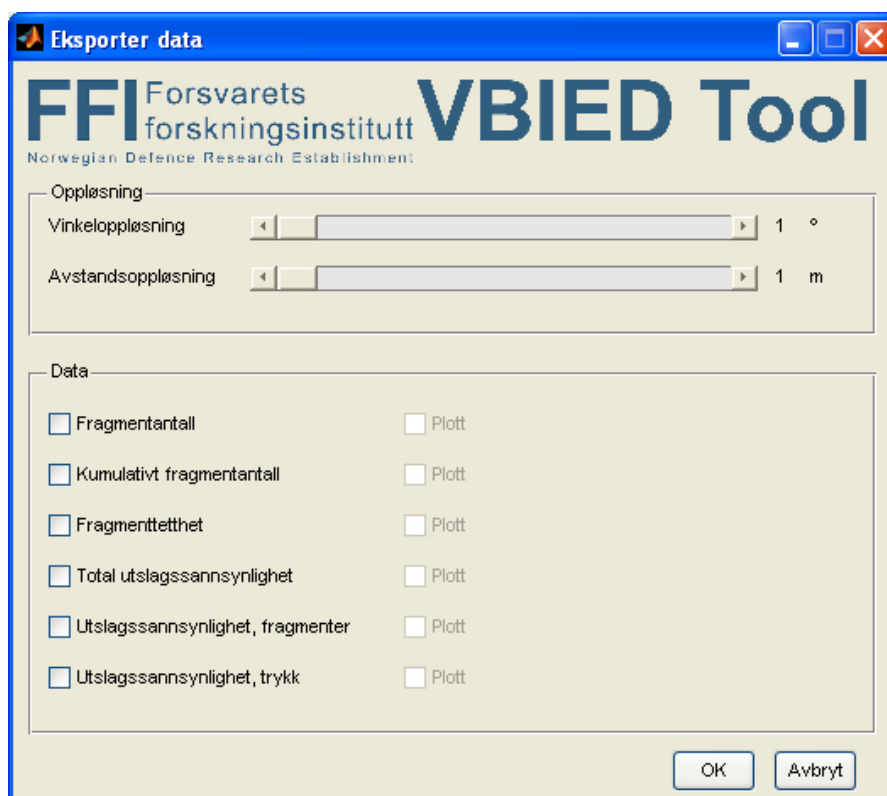 Eksporter data
FFI Forsvarets forskningsinstitutt VBIED Tool
Norwegian Defence Research Establishment
Oppløsning
Vinkeloppløsning 1 °
Avstandsoppløsning 1 m
Data
Fragmentantall Plott
Kumulativt fragmentantall Plott
Fragmenttetthet Plott
Total utslagssannsynlighet Plott
Utslagssannsynlighet, fragmenter Plott
Utslagssannsynlighet, trykk Plott
OK Avbryt